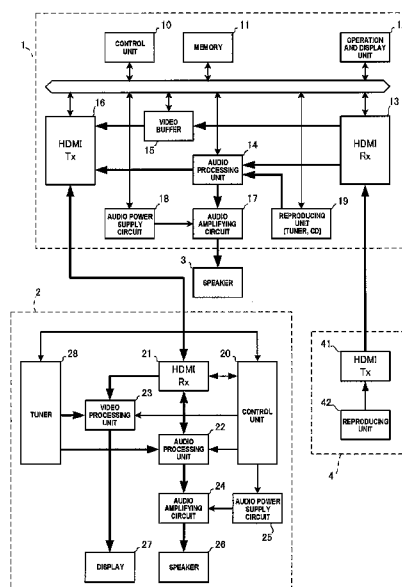 1
10
CONTROL
UNIT
11
MEMORY
12
OPERATION
AND DISPLAY
UNIT
16
HDMI
Tx
VIDEO
BUFFER
15
14
AUDIO
PROCESSING
UNIT
13
HDMI
Rx
18
AUDIO POWER
SUPPLY
CIRCUIT
17
AUDIO
AMPLIFYING
CIRCUIT
19
REPRODUCING
UNIT
(TUNER, CD)
3
SPEAKER
2
28
TUNER
21
HDMI
Rx
20
CONTROL
UNIT
23
VIDEO
PROCESSING
UNIT
22
AUDIO
PROCESSING
UNIT
24
AUDIO
AMPLIFYING
CIRCUIT
AUDIO POWER
SUPPLY
CIRCUIT
25
DISPLAY
27
SPEAKER
26
41
HDMI
Tx
42
REPRODUCING
UNIT
4